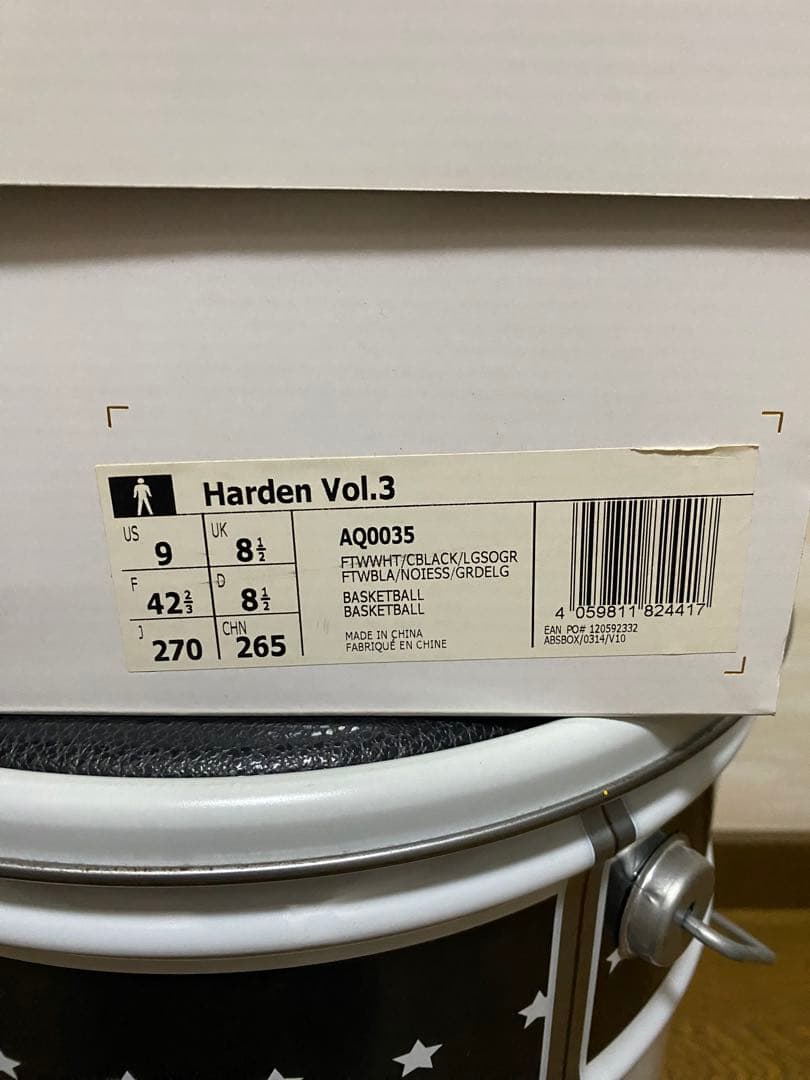 Harden Vol.3
US 9
UK 8½
F 42⅔
D 8½
J 270
CHN 265
AQ0035
FTWWHT/CBLACK/LGSOGR
FTWBLA/NOIESS/GRDELG
BASKETBALL
BASKETBALL
MADE IN CHINA
FABRIQUÉ EN CHINE
4 059811 824417
EAN PO# 120592332
ABSBOX/0314/V10